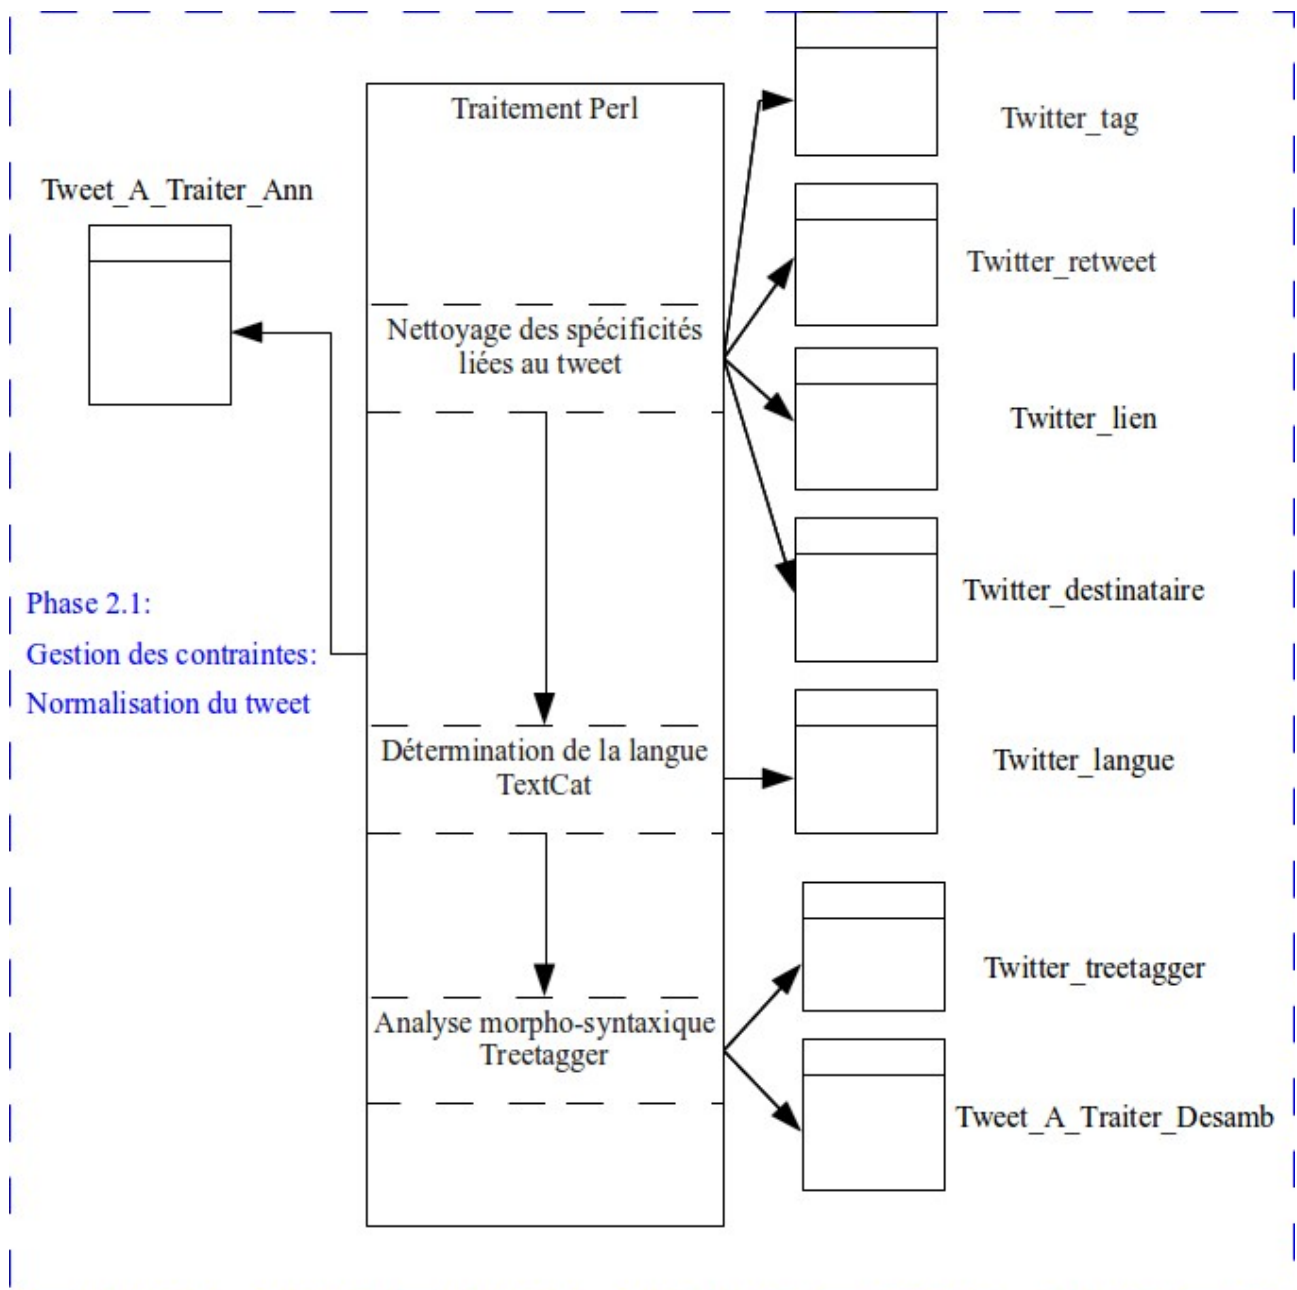 Traitement Perl
Twitter_tag
Tweet_A_Traiter_Ann
Twitter_retweet
Nettoyage des spécificités
liées au tweet
Twitter_lien
Twitter_destinataire
Phase 2.1:
Gestion des contraintes:
Normalisation du tweet
Détermination de la langue
TextCat
Twitter_langue
Twitter_treetagger
Analyse morpho-syntaxique
Treetagger
Tweet_A_Traiter_Desamb